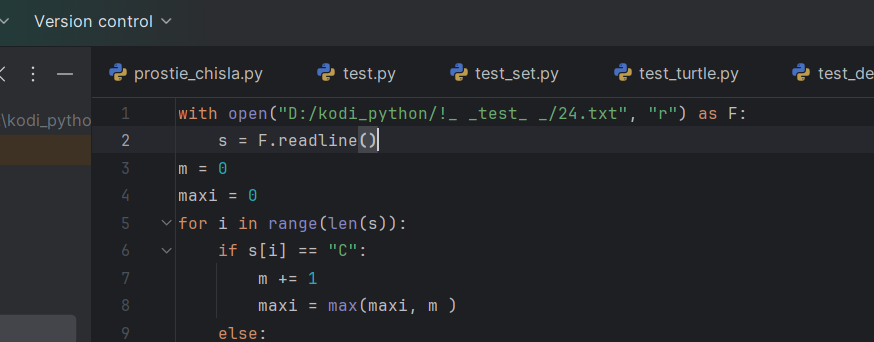 Version control
prostie_chisla.py test.py test_set.py test_turtle.py test_de
\kodi_pytho
1 with open("D:/kodi_python/!_ _test_ _/24.txt", "r") as F:
2     s = F.readline()
3 m = 0
4 maxi = 0
5 for i in range(len(s)):
6     if s[i] == "C":
7         m += 1
8         maxi = max(maxi, m )
9     else: